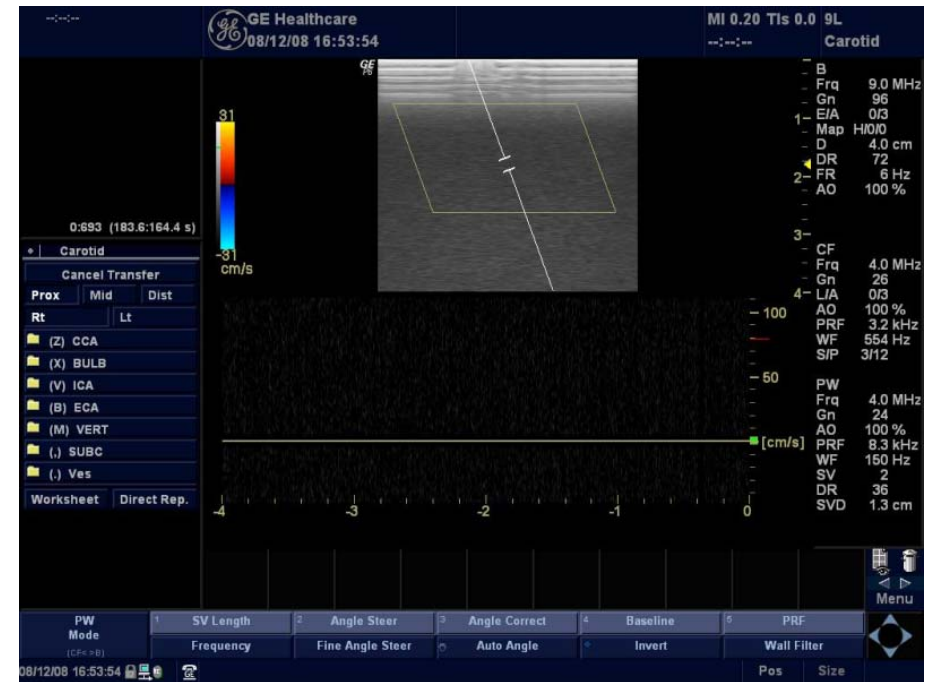 --:--:--
GE Healthcare
08/12/08 16:53:54
MI 0.20 TIs 0.0 9L
--:--:-- Carotid
0:693 (183.6:164.4 s)
Carotid
Cancel Transfer
Prox Mid Dist
Rt Lt
(Z) CCA
(X) BULB
(V) ICA
(B) ECA
(M) VERT
(,) SUBC
(.) Ves
Worksheet Direct Rep.
31
-31
cm/s
GE
1
2
3
4
100
50
[cm/s]
-4 -3 -2 -1 0
B
Frq 9.0 MHz
Gn 96
E/A 0/3
Map H/0/0
D 4.0 cm
DR 72
FR 6 Hz
AO 100 %
CF
Frq 4.0 MHz
Gn 26
L/A 0/3
AO 100 %
PRF 3.2 kHz
WF 554 Hz
S/P 3/12
PW
Frq 4.0 MHz
Gn 24
AO 100 %
PRF 8.3 kHz
WF 150 Hz
SV 2
DR 36
SVD 1.3 cm
Menu
PW
Mode
(CF<>B)
1 SV Length 2 Angle Steer 3 Angle Correct 4 Baseline 5 PRF
Frequency Fine Angle Steer Auto Angle Invert Wall Filter
08/12/08 16:53:54
Pos Size